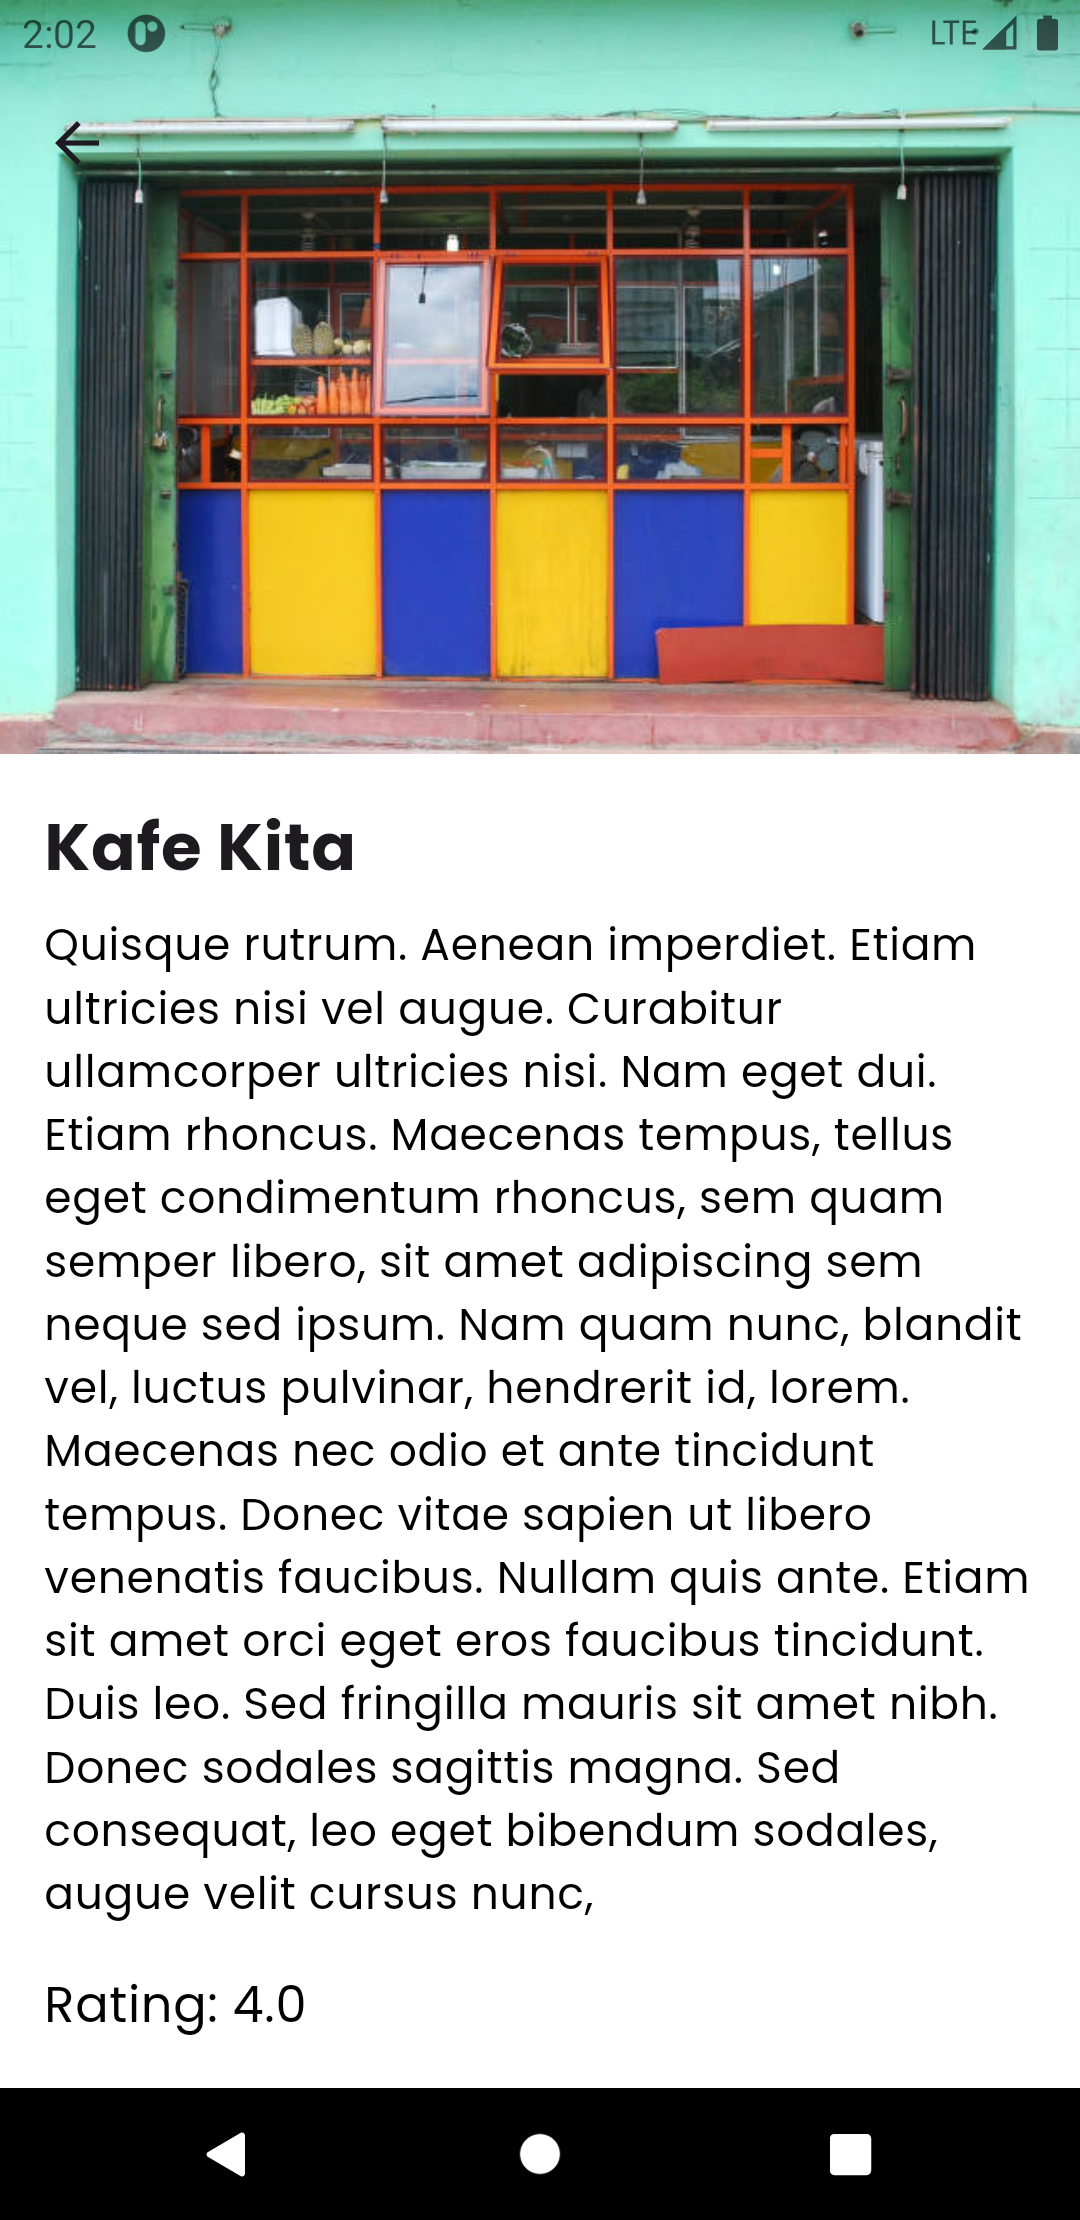 2:02
LTE
Kafe Kita
Quisque rutrum. Aenean imperdiet. Etiam
ultricies nisi vel augue. Curabitur
ullamcorper ultricies nisi. Nam eget dui.
Etiam rhoncus. Maecenas tempus, tellus
eget condimentum rhoncus, sem quam
semper libero, sit amet adipiscing sem
neque sed ipsum. Nam quam nunc, blandit
vel, luctus pulvinar, hendrerit id, lorem.
Maecenas nec odio et ante tincidunt
tempus. Donec vitae sapien ut libero
venenatis faucibus. Nullam quis ante. Etiam
sit amet orci eget eros faucibus tincidunt.
Duis leo. Sed fringilla mauris sit amet nibh.
Donec sodales sagittis magna. Sed
consequat, leo eget bibendum sodales,
augue velit cursus nunc,
Rating: 4.0